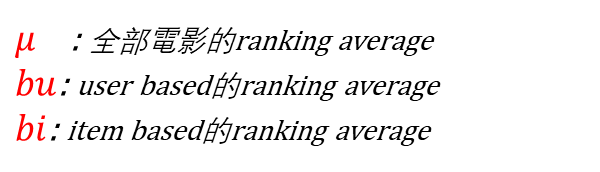 μ : 全部電影的ranking average
bu: user based的ranking average
bi: item based的ranking average